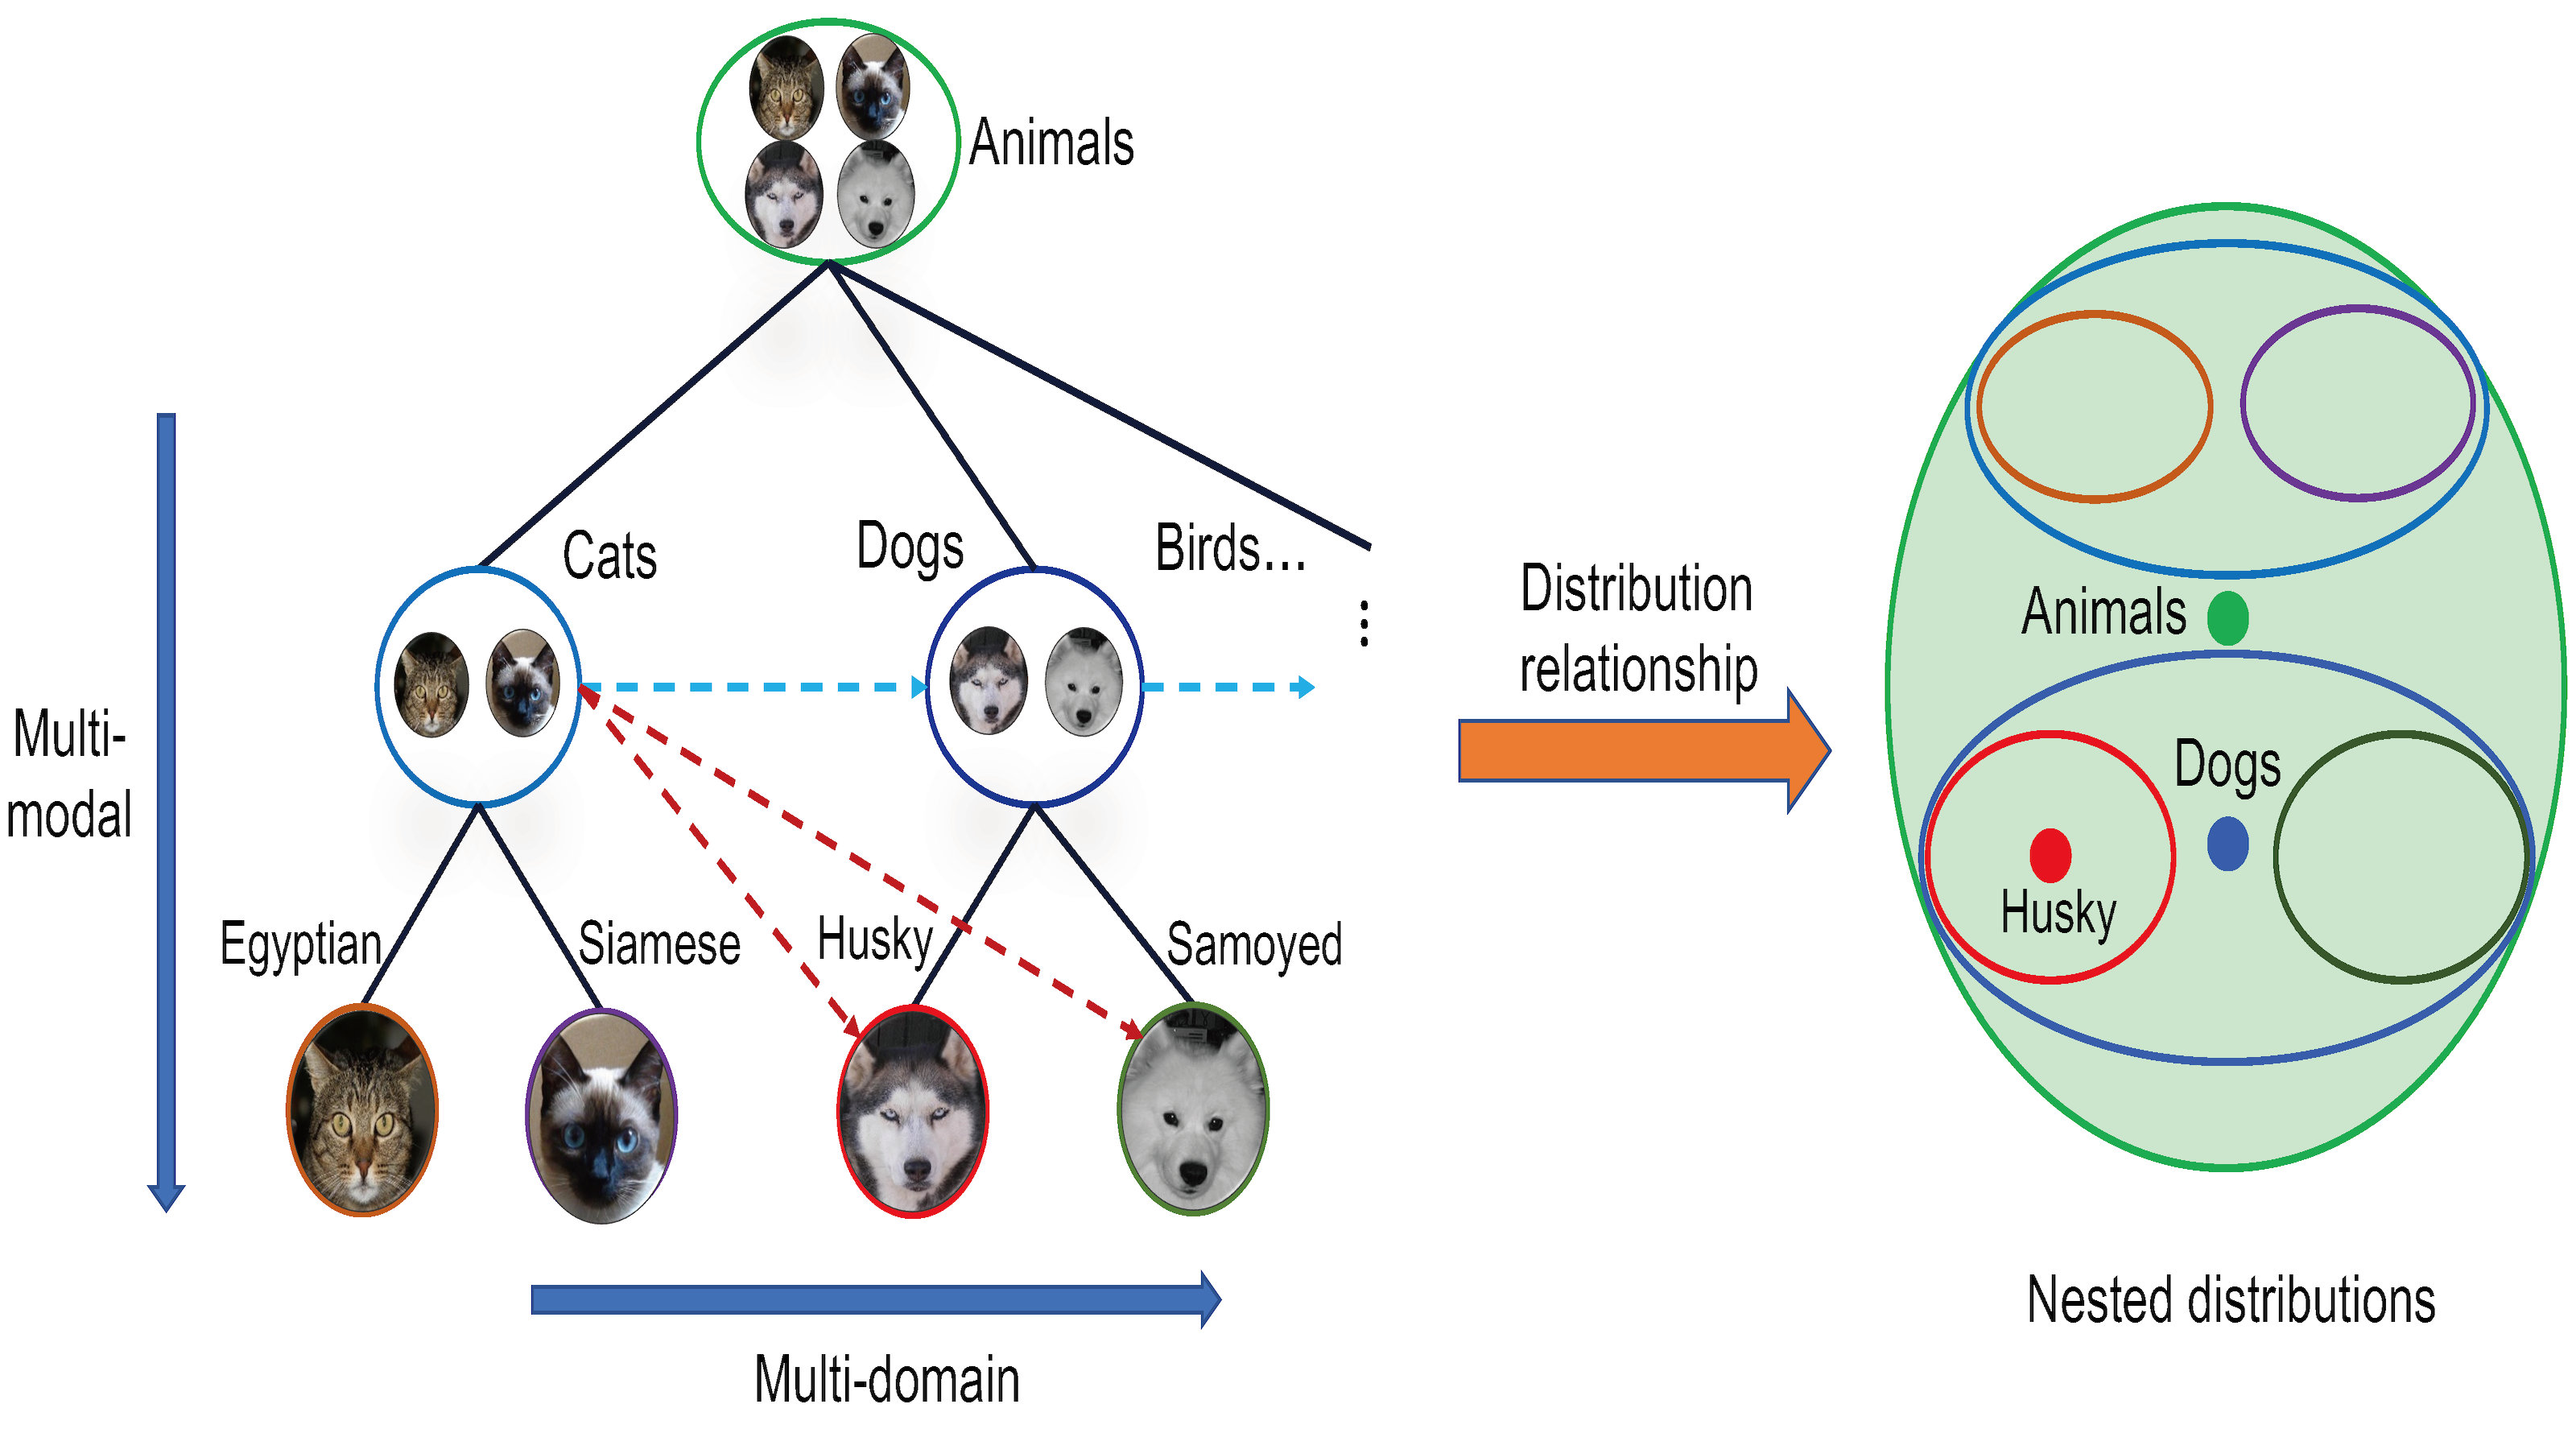 Animals
Cats
Dogs
Birds...
Multi-
modal
Egyptian
Siamese
Husky
Samoyed
Multi-domain
Distribution
relationship
Animals
Dogs
Husky
Nested distributions